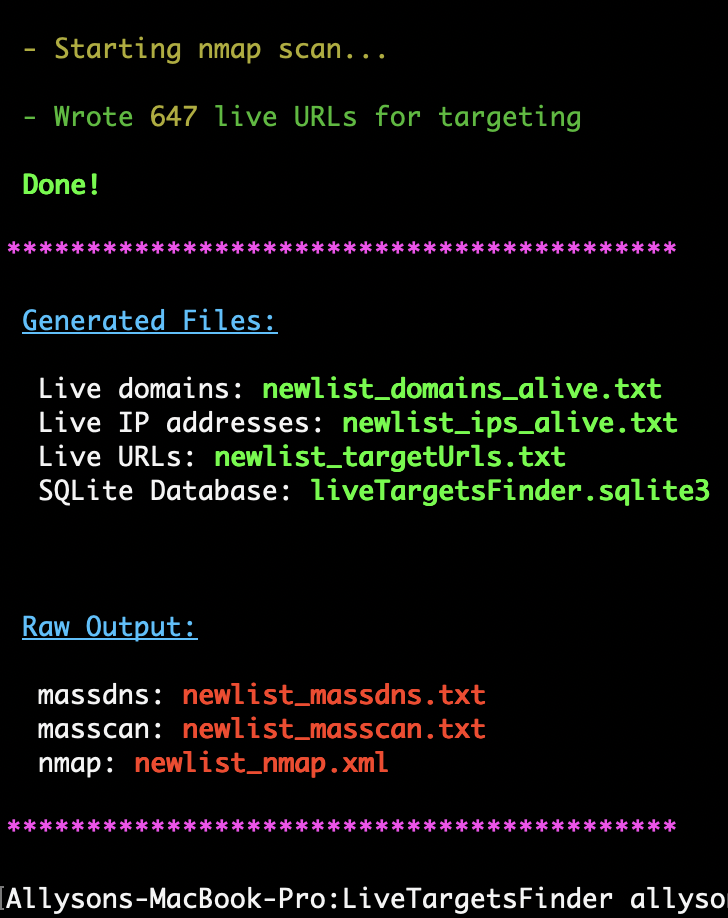 - Starting nmap scan...
- Wrote 647 live URLs for targeting
Done!
******************************************
Generated Files:
Live domains: newlist_domains_alive.txt
Live IP addresses: newlist_ips_alive.txt
Live URLs: newlist_targetUrls.txt
SQLite Database: liveTargetsFinder.sqlite3
Raw Output:
massdns: newlist_massdns.txt
masscan: newlist_masscan.txt
nmap: newlist_nmap.xml
******************************************
[Allysons-MacBook-Pro:LiveTargetsFinder allyso